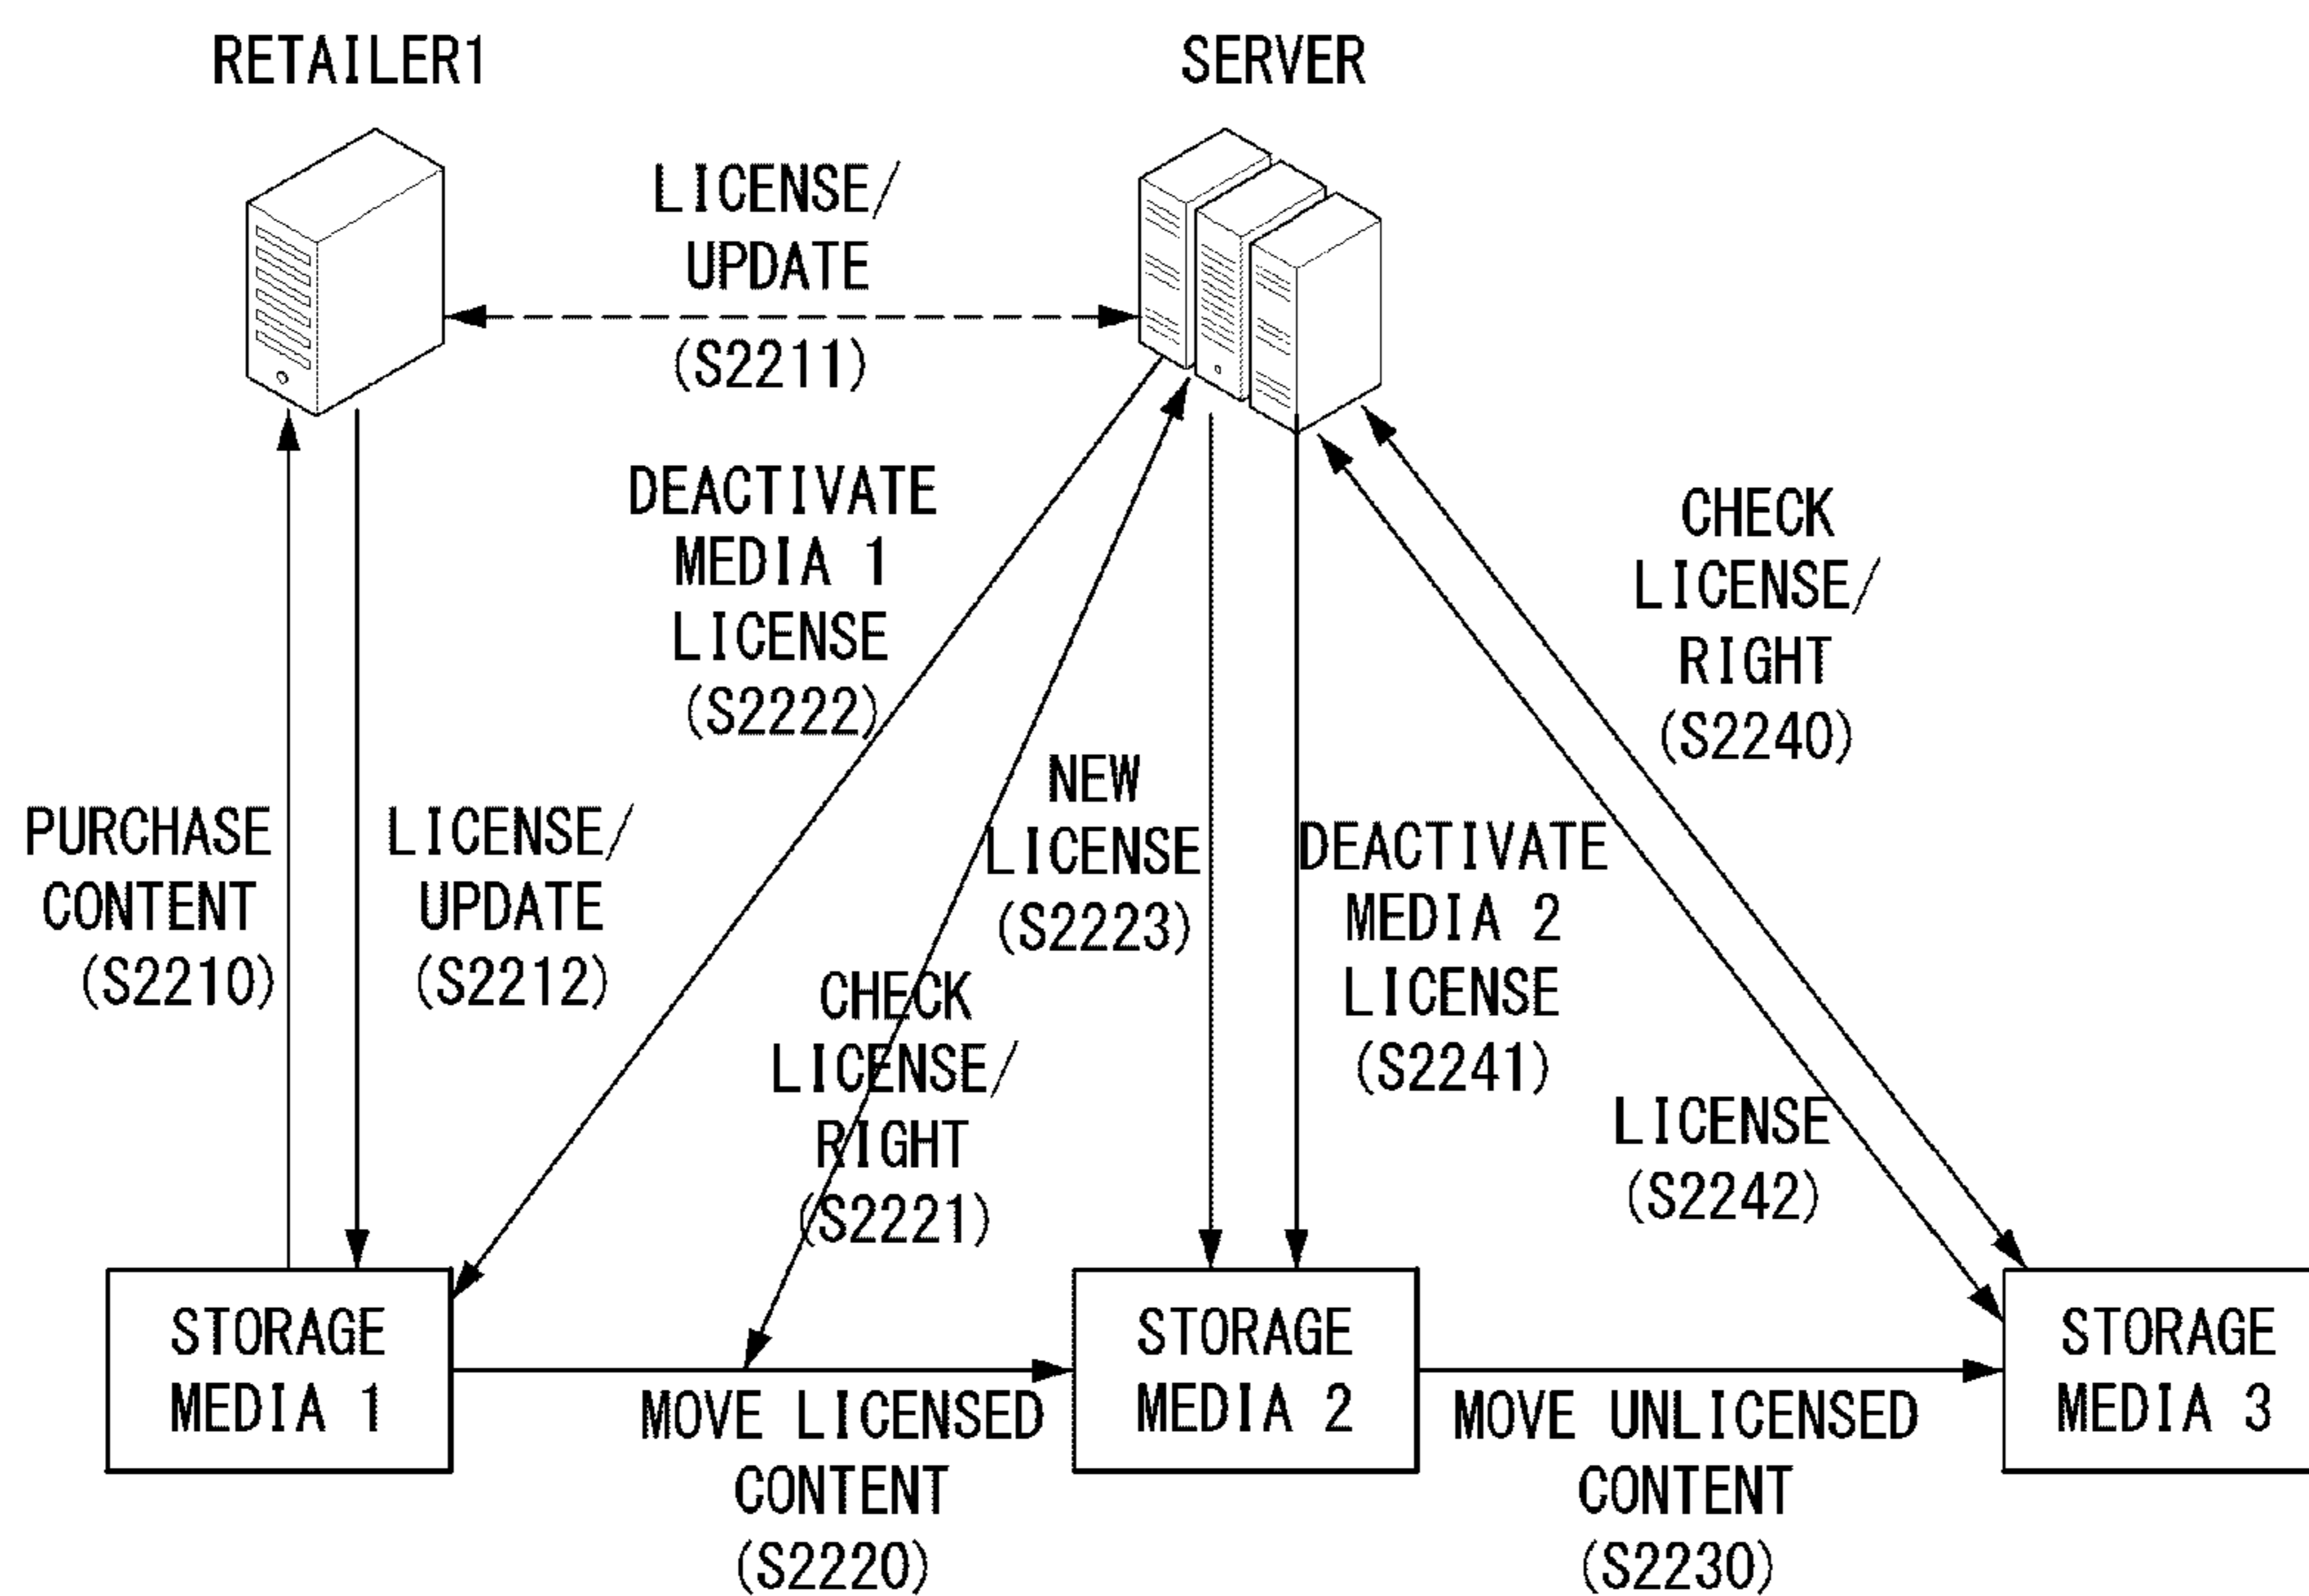 RETAILER1
SERVER
LICENSE/
UPDATE
(S2211)
DEACTIVATE
MEDIA 1
LICENSE
(S2222)
CHECK
LICENSE/
RIGHT
(S2240)
PURCHASE
CONTENT
(S2210)
LICENSE/
UPDATE
(S2212)
NEW
LICENSE
(S2223)
DEACTIVATE
MEDIA 2
LICENSE
(S2241)
CHECK
LICENSE/
RIGHT
(S2221)
LICENSE
(S2242)
STORAGE
MEDIA 1
MOVE LICENSED
CONTENT
(S2220)
STORAGE
MEDIA 2
MOVE UNLICENSED
CONTENT
(S2230)
STORAGE
MEDIA 3